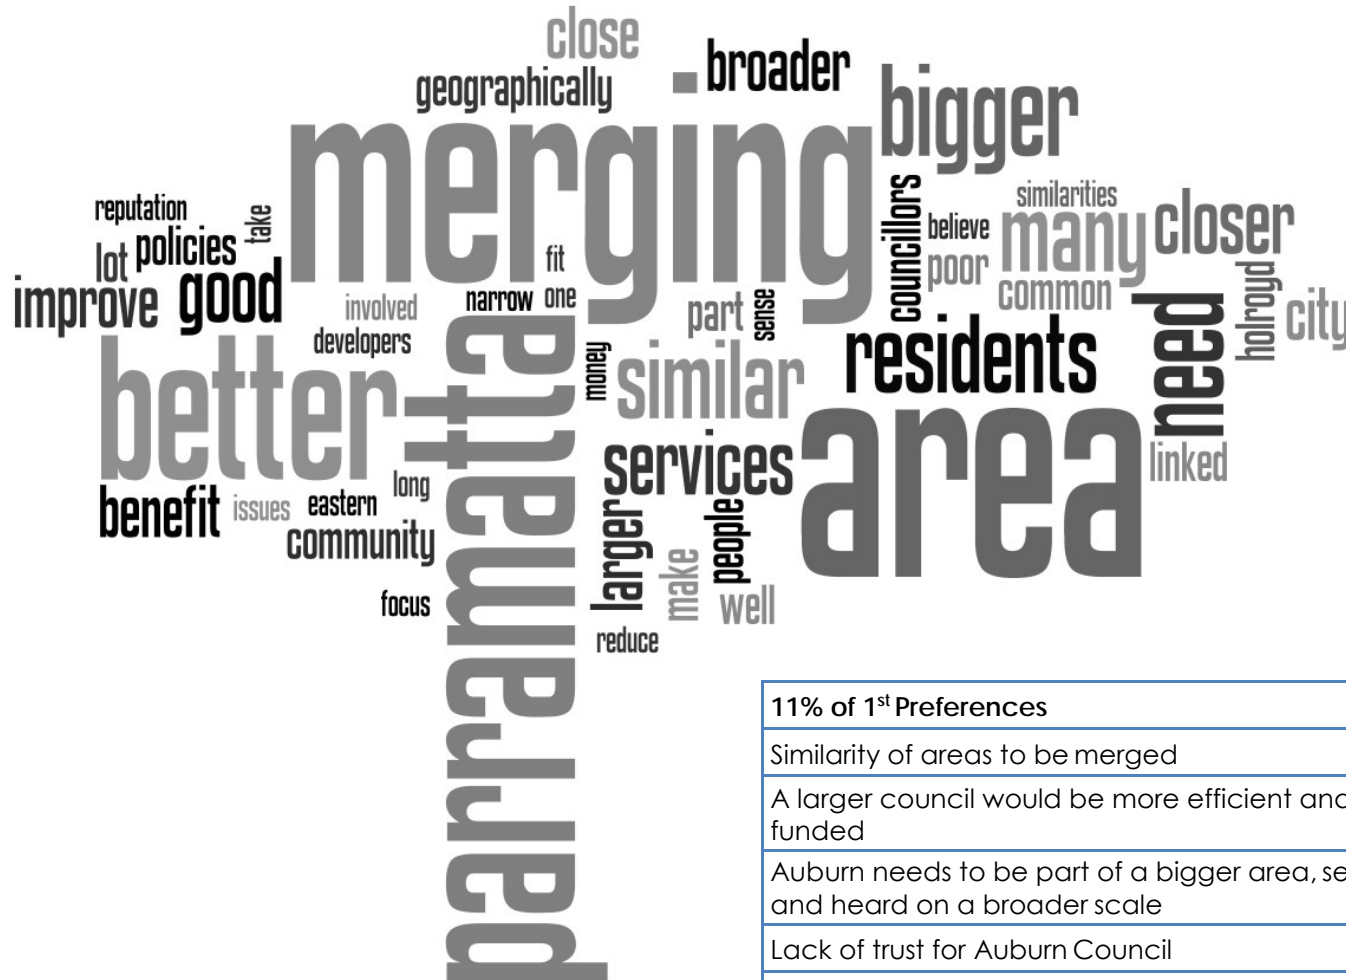 close
geographically
broader
merging
bigger
reputation
take
lot
policies
improve
good
involved
developers
narrow
fit
one
part
sense
councillors
believe
poor
similarities
many
common
closer
need
holroyd
city
better
parramatta
money
similar
residents
area
linked
services
benefit
issues
eastern
long
community
focus
larger
make
people
well
reduce
11% of 1st Preferences
Similarity of areas to be merged
A larger council would be more efficient and
funded
Auburn needs to be part of a bigger area,
and heard on a broader scale
Lack of trust for Auburn Council